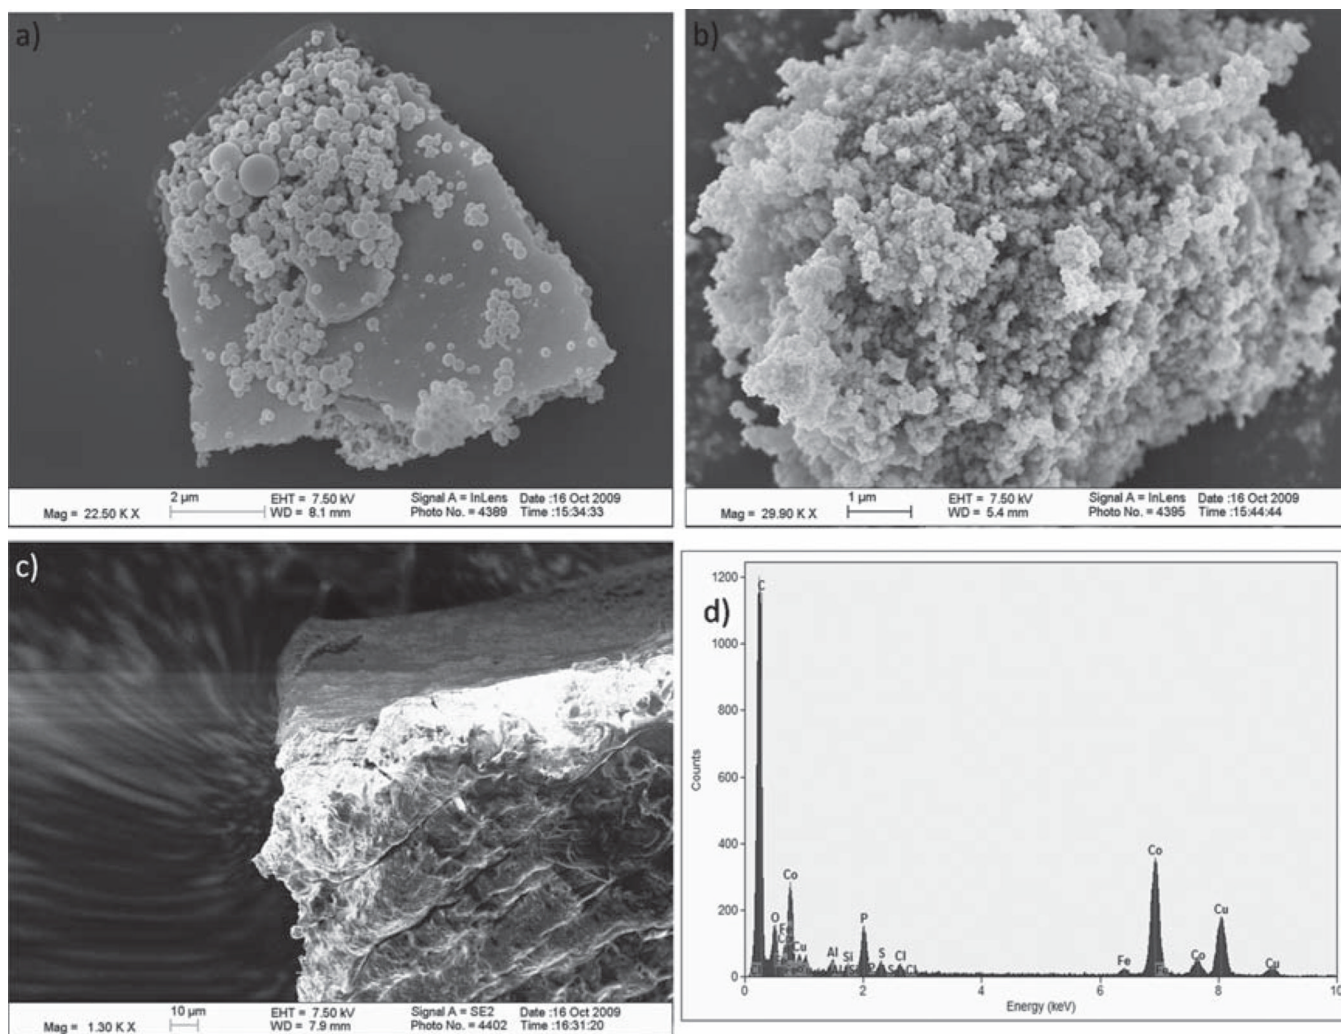 a)
2 µm
EHT = 7.50 kV
Signal A = InLens
Date :16 Oct 2009
Mag = 22.50 K X
WD = 8.1 mm
Photo No. = 4389
Time :15:34:33
b)
1 µm
EHT = 7.50 kV
Signal A = InLens
Date :16 Oct 2009
Mag = 29.90 K X
WD = 5.4 mm
Photo No. = 4395
Time :15:44:44
c)
10 µm
EHT = 7.50 kV
Signal A = SE2
Date :16 Oct 2009
Mag = 1.30 K X
WD = 7.9 mm
Photo No. = 4402
Time :16:31:20
d)
1200
1000
800
600
400
200
0
Counts
C
O
Co
Cu
Al
Si
P
S
Cl
Fe
Co
Co
Cu
Cu
0
2
4
6
8
10
Energy (keV)